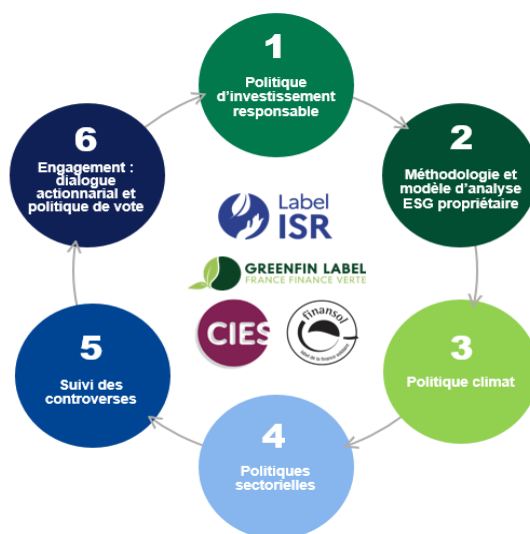 1
Politique
d'investissement
responsable
2
Méthodologie et
modèle d'analyse
ESG propriétaire
3
Politique climat
4
Politiques
sectorielles
5
Suivi des
controverses
6
Engagement :
dialogue
actionnarial et
politique de vote
Label
ISR
GREENFIN LABEL
FRANCE FINANCE VERTE
CIES
finansol